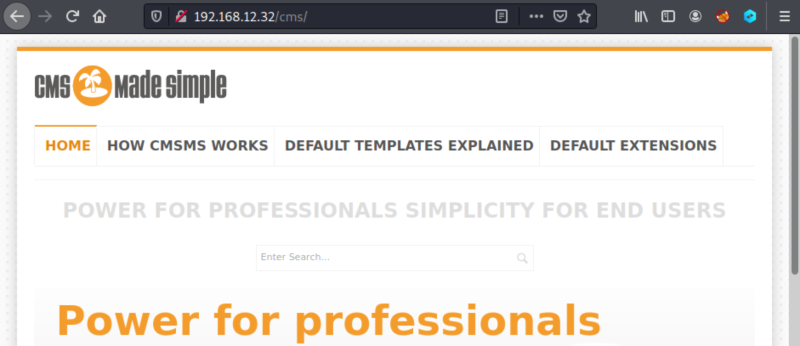 192.168.12.32/cms/
CMS Made Simple
HOME HOW CMSMS WORKS DEFAULT TEMPLATES EXPLAINED DEFAULT EXTENSIONS
POWER FOR PROFESSIONALS SIMPLICITY FOR END USERS
Enter Search...
Power for professionals